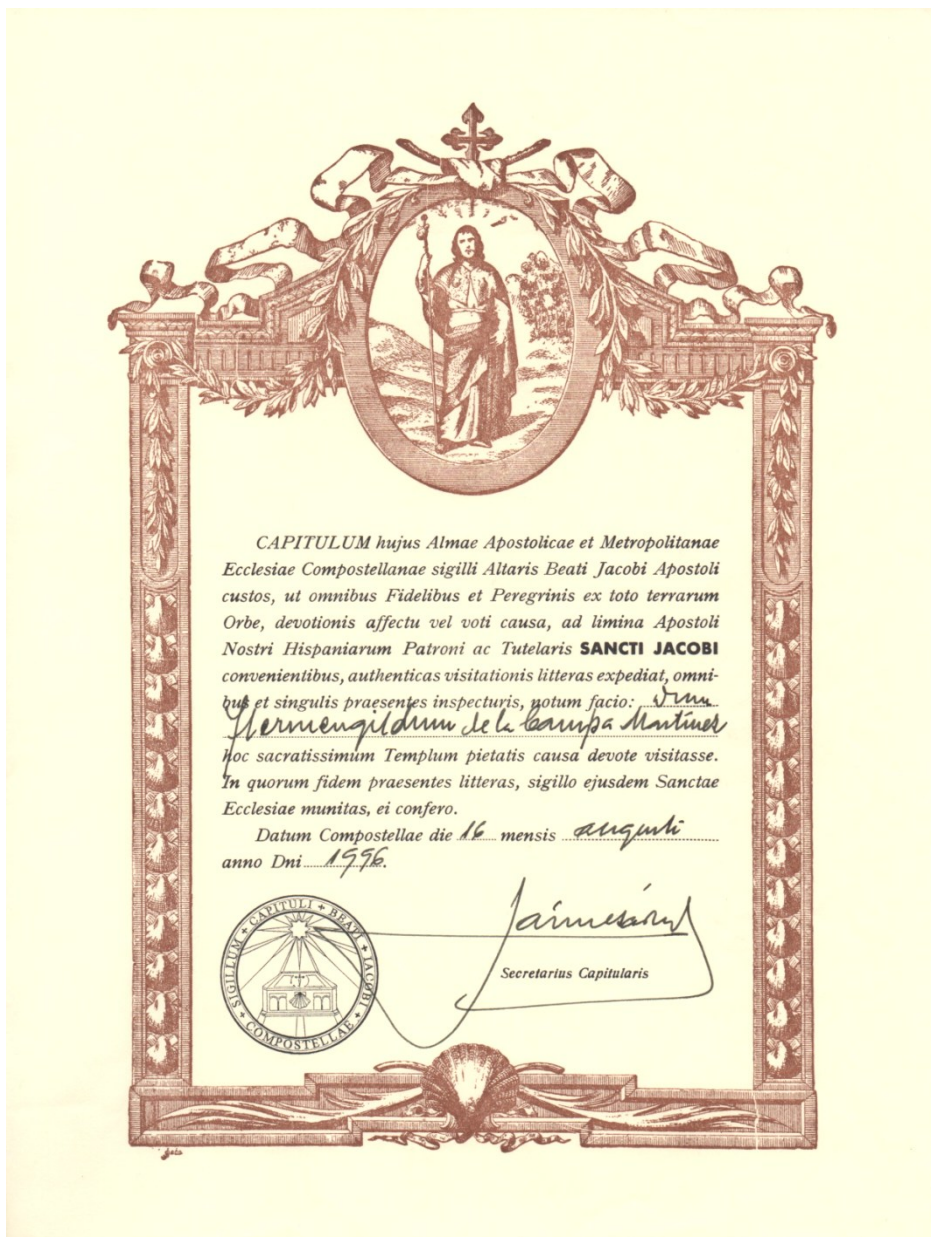 CAPITULUM hujus Almae Apostolicae et Metropolitanae
Ecclesiae Compostellanae sigilli Altaris Beati Jacobi Apostoli
custos, ut omnibus Fidelibus et Peregrinis ex toto terrarum
Orbe, devotionis affectu vel voti causa, ad limina Apostoli
Nostri Hispaniarum Patroni ac Tutelaris SANCTI JACOBI
convenientibus, authenticas visitationis litteras expediat, omni-
bus et singulis praesentes inspecturis, notum facio: Dnum
Hermengildum de la Campa Martinez
hoc sacratissimum Templum pietatis causa devote visitasse.
In quorum fidem praesentes litteras, sigillo ejusdem Sanctae
Ecclesiae munitas, ei confero.
Datum Compostellae die 16 mensis augusti
anno Dni 1996.
SIGILLUM + CAPITULI + BEATI + JACOBI + COMPOSTELLAE +
Secretarius Capitularis